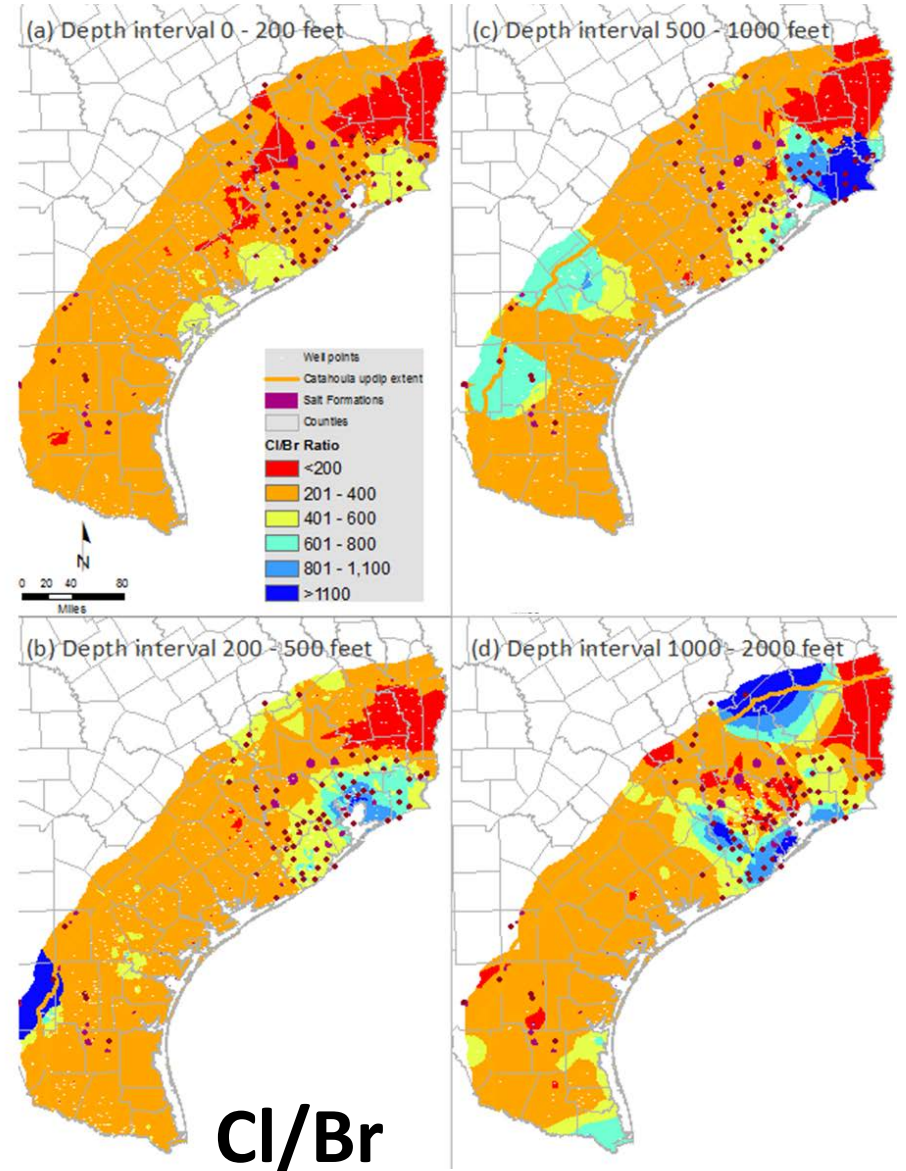 (a) Depth interval 0 - 200 feet
(c) Depth interval 500 - 1000 feet
Well points
Catahoula updip extent
Salt Formations
Counties
Cl/Br Ratio
<200
201 - 400
401 - 600
601 - 800
801 - 1,100
>1100
N
0 20 40 80
Miles
(b) Depth interval 200 - 500 feet
(d) Depth interval 1000 - 2000 feet
Cl/Br